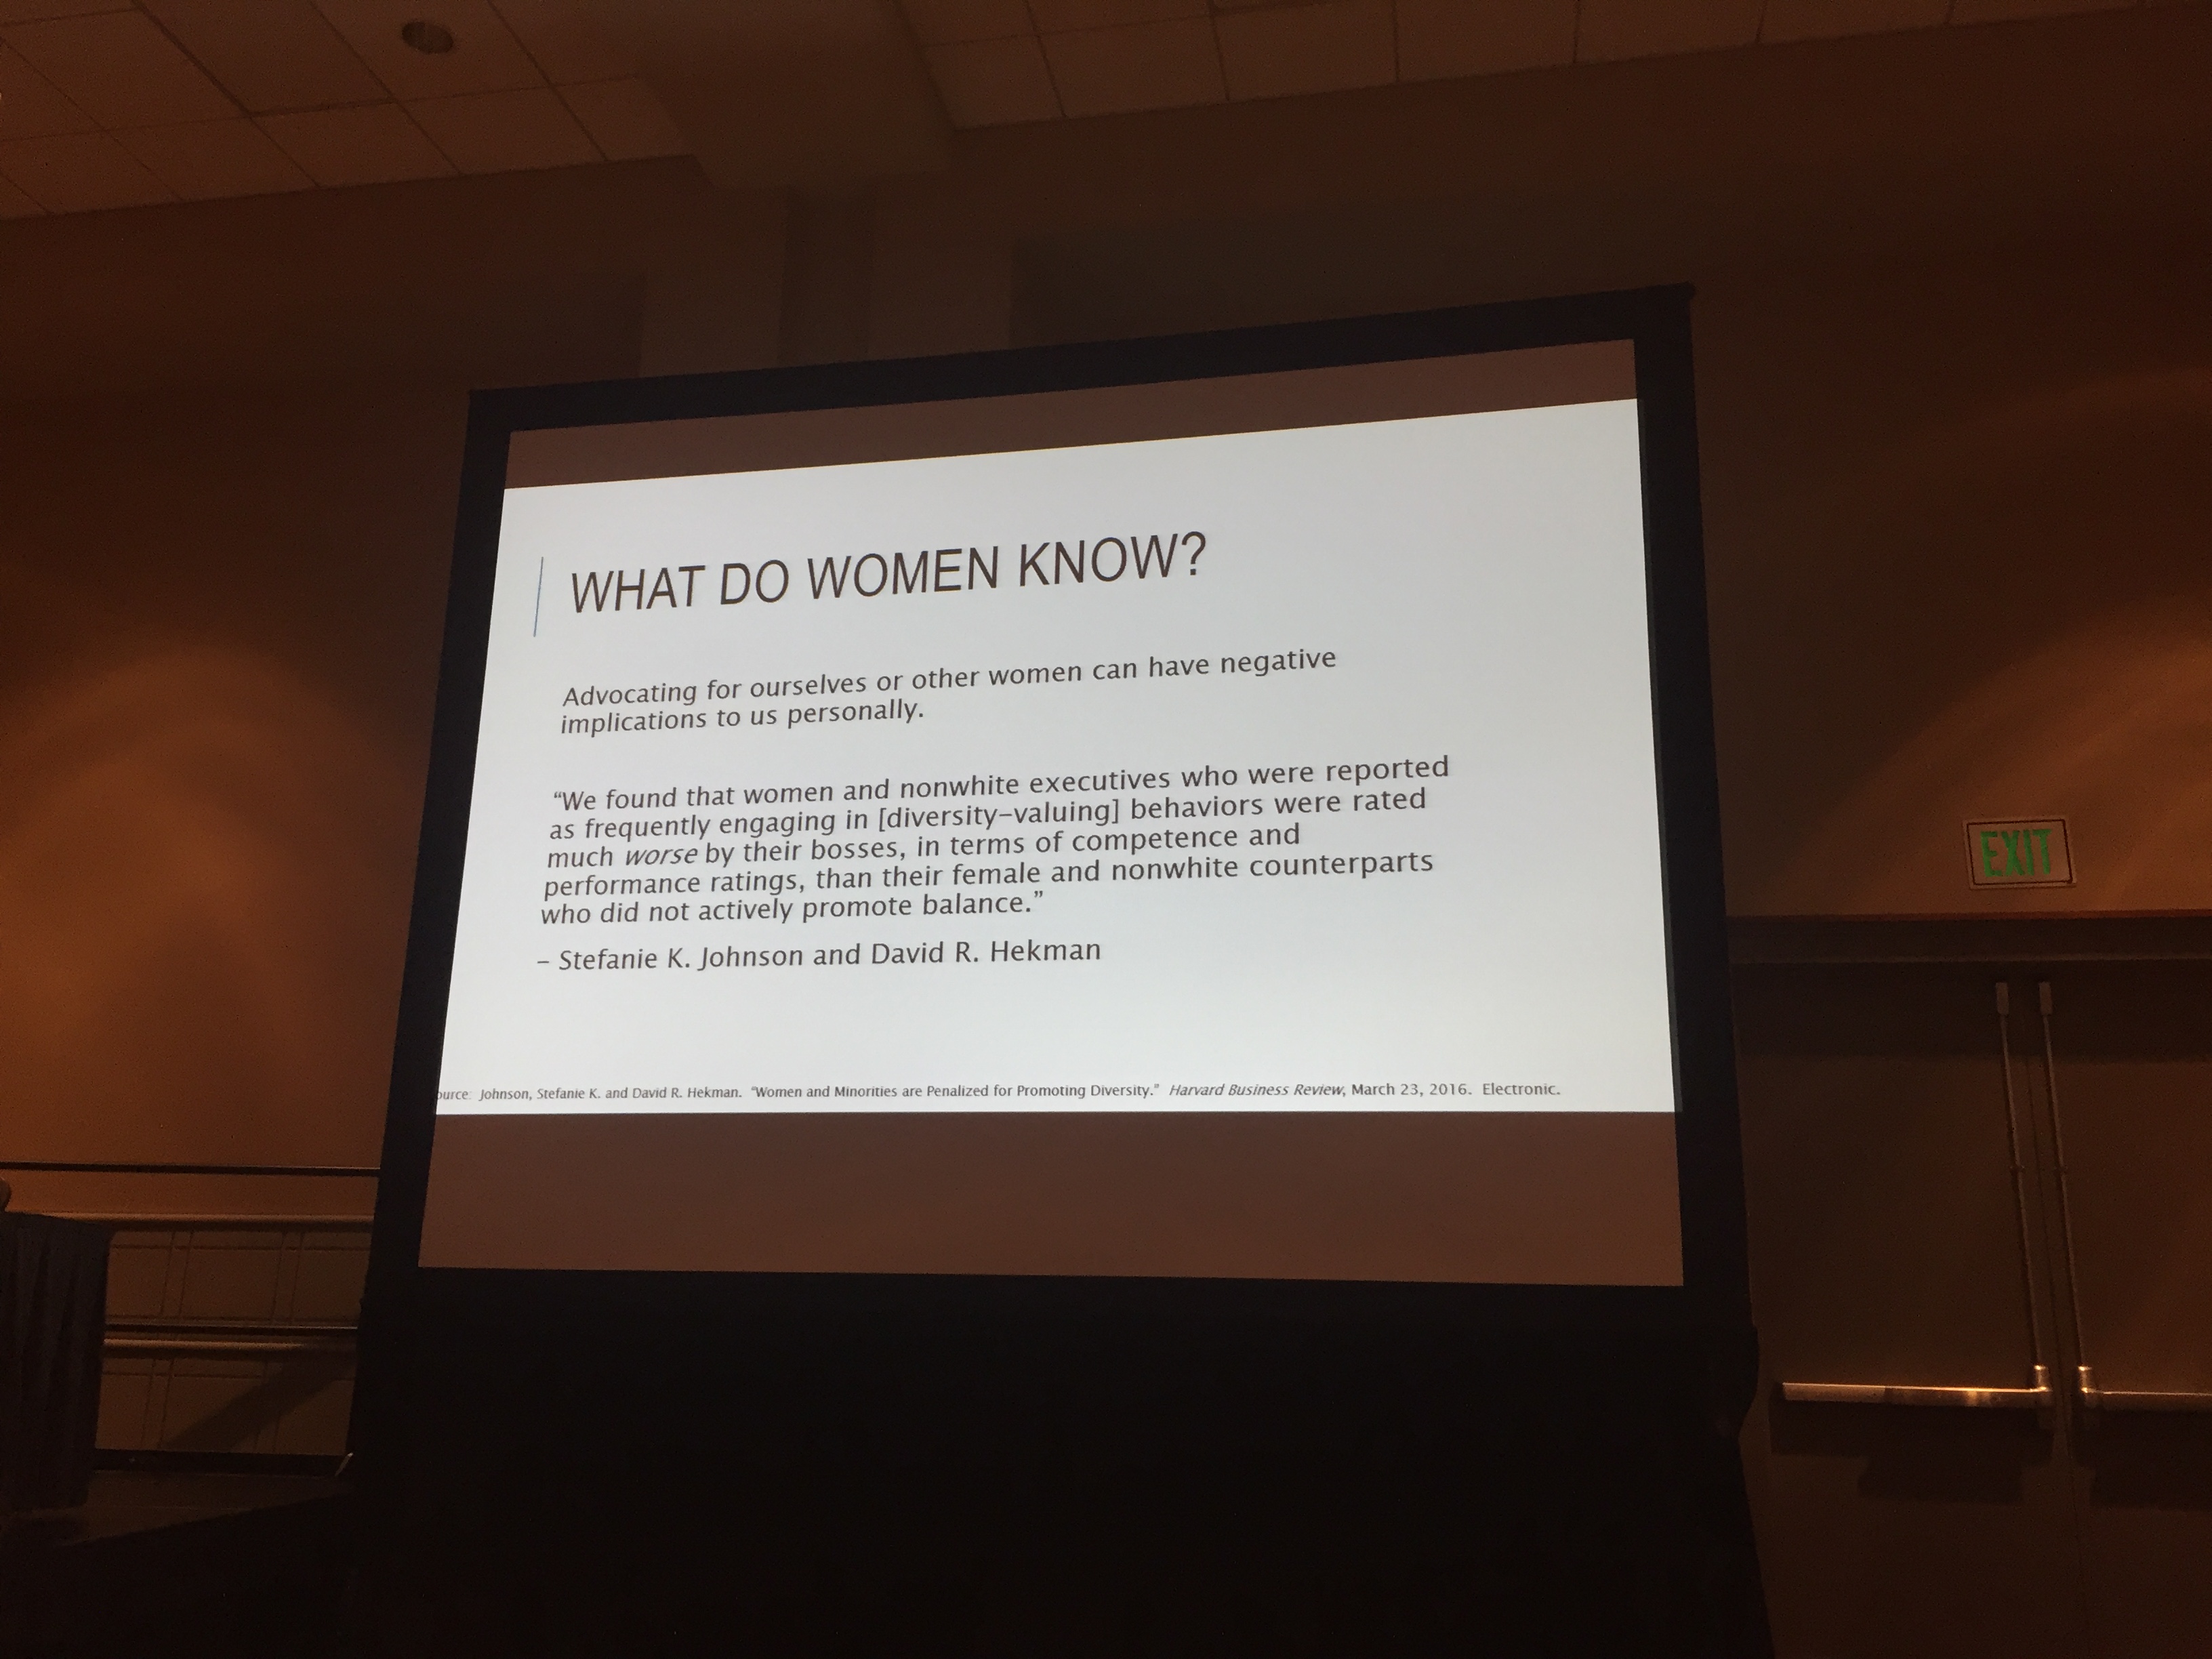 WHAT DO WOMEN KNOW?
Advocating for ourselves or other women can have negative
implications to us personally.
“We found that women and nonwhite executives who were reported
as frequently engaging in [diversity-valuing] behaviors were rated
much worse by their bosses, in terms of competence and
performance ratings, than their female and nonwhite counterparts
who did not actively promote balance.”
– Stefanie K. Johnson and David R. Hekman
EXIT
ource: Johnson, Stefanie K. and David R. Hekman. “Women and Minorities are Penalized for Promoting Diversity.” Harvard Business Review, March 23, 2016. Electronic.